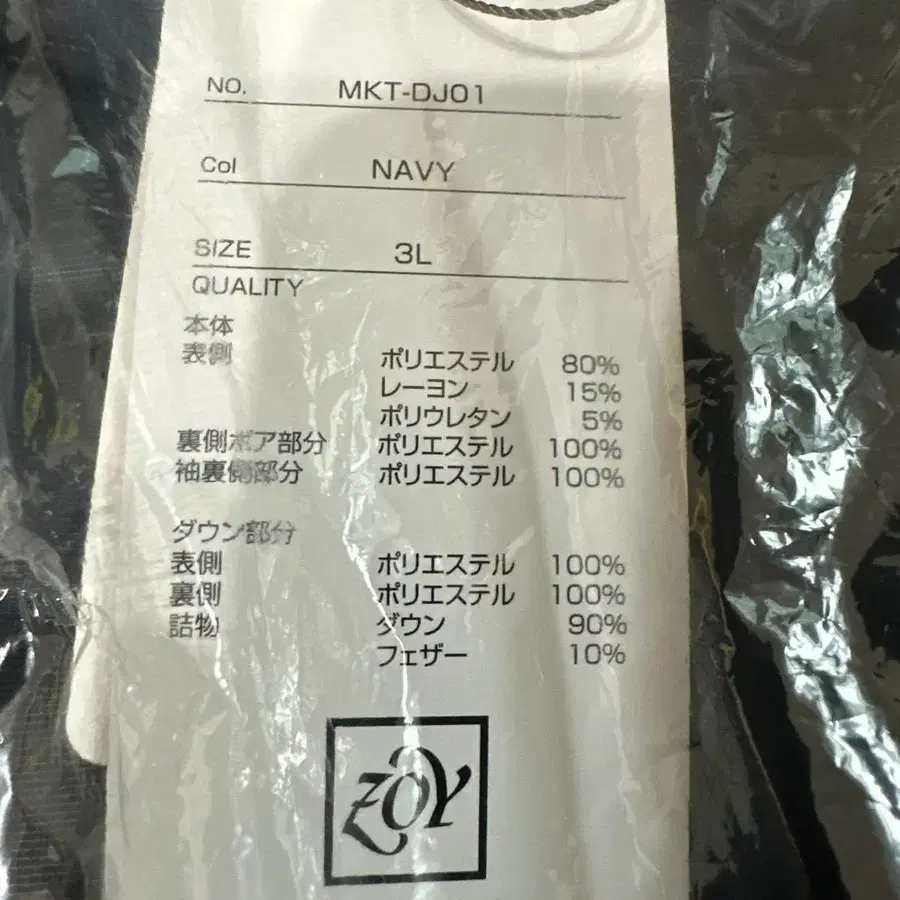 NO. MKT-DJ01
Col NAVY
SIZE 3L
QUALITY
本体
表側 ポリエステル 80%
レーヨン 15%
ポリウレタン 5%
裏側ボア部分 ポリエステル 100%
袖裏側部分 ポリエステル 100%
ダウン部分
表側 ポリエステル 100%
裏側 ポリエステル 100%
詰物 ダウン 90%
フェザー 10%
ZOY